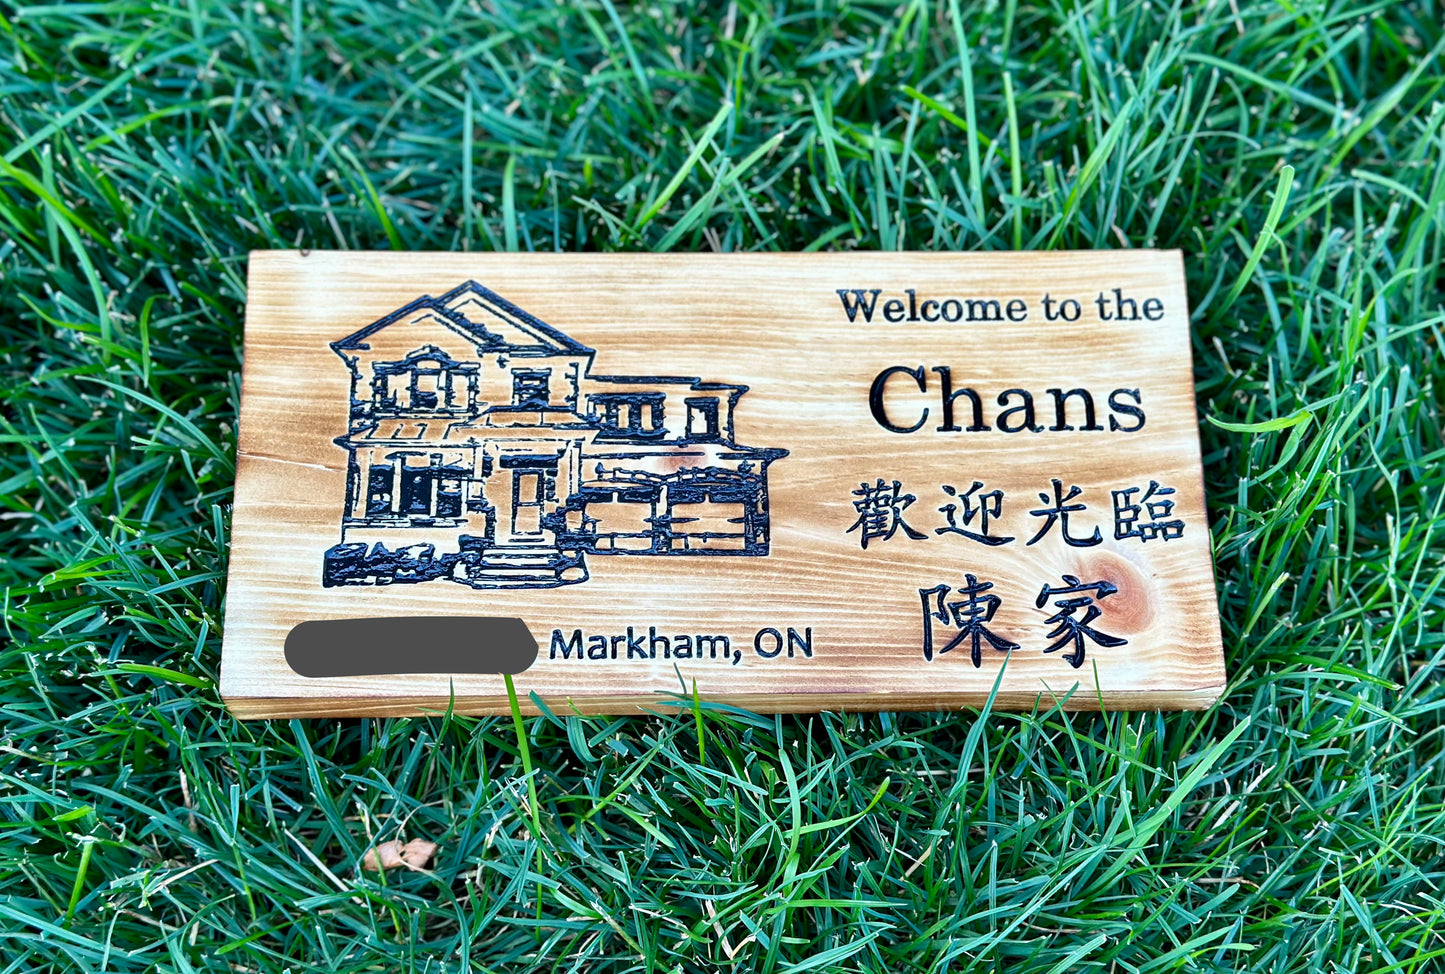 Welcome to the
Chans
歡迎光臨
陳家
Markham, ON